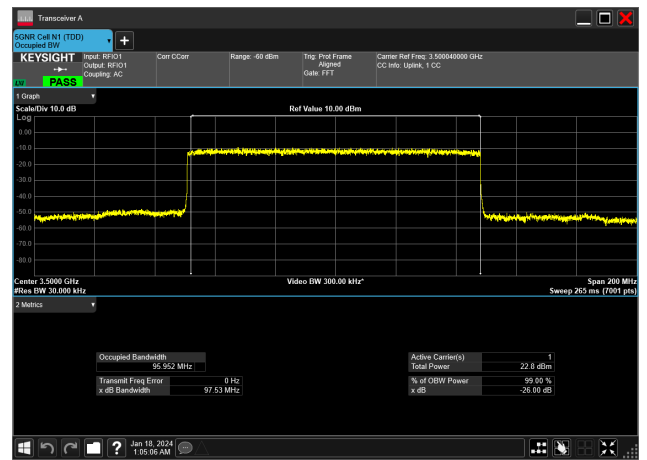 Transceiver A
5GNR Cell N1 (TDD)
Occupied BW
KEYSIGHT
Input: RFIO1
Output: RFIO1
Coupling: AC
Corr CCorr
Range: -60 dBm
Trig: Prot Frame
Aligned
Gate: FFT
Carrier Ref Freq: 3.500040000 GHz
CC Info: Uplink, 1 CC
PASS
1 Graph
Scale/Div 10.0 dB
Ref Value 10.00 dBm
Log
0.00
-10.0
-20.0
-30.0
-40.0
-50.0
-60.0
-70.0
-80.0
Center 3.5000 GHz
Video BW 300.00 kHz*
Span 200 MHz
#Res BW 30.000 kHz
Sweep 265 ms (7001 pts)
2 Metrics
Occupied Bandwidth
95.952 MHz
Active Carrier(s) 1
Total Power 22.8 dBm
Transmit Freq Error 0 Hz
x dB Bandwidth 97.53 MHz
% of OBW Power 99.00 %
x dB -26.00 dB
Jan 18, 2024
1:05:06 AM